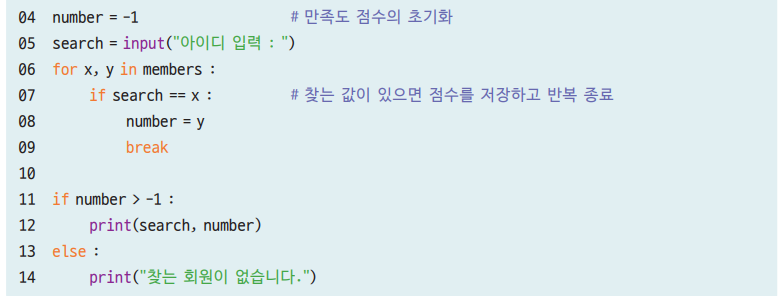 04 number = -1 # 만족도 점수의 초기화
05 search = input("아이디 입력 : ")
06 for x, y in members :
07 if search == x : # 찾는 값이 있으면 점수를 저장하고 반복 종료
08 number = y
09 break
10
11 if number > -1 :
12 print(search, number)
13 else :
14 print("찾는 회원이 없습니다.")